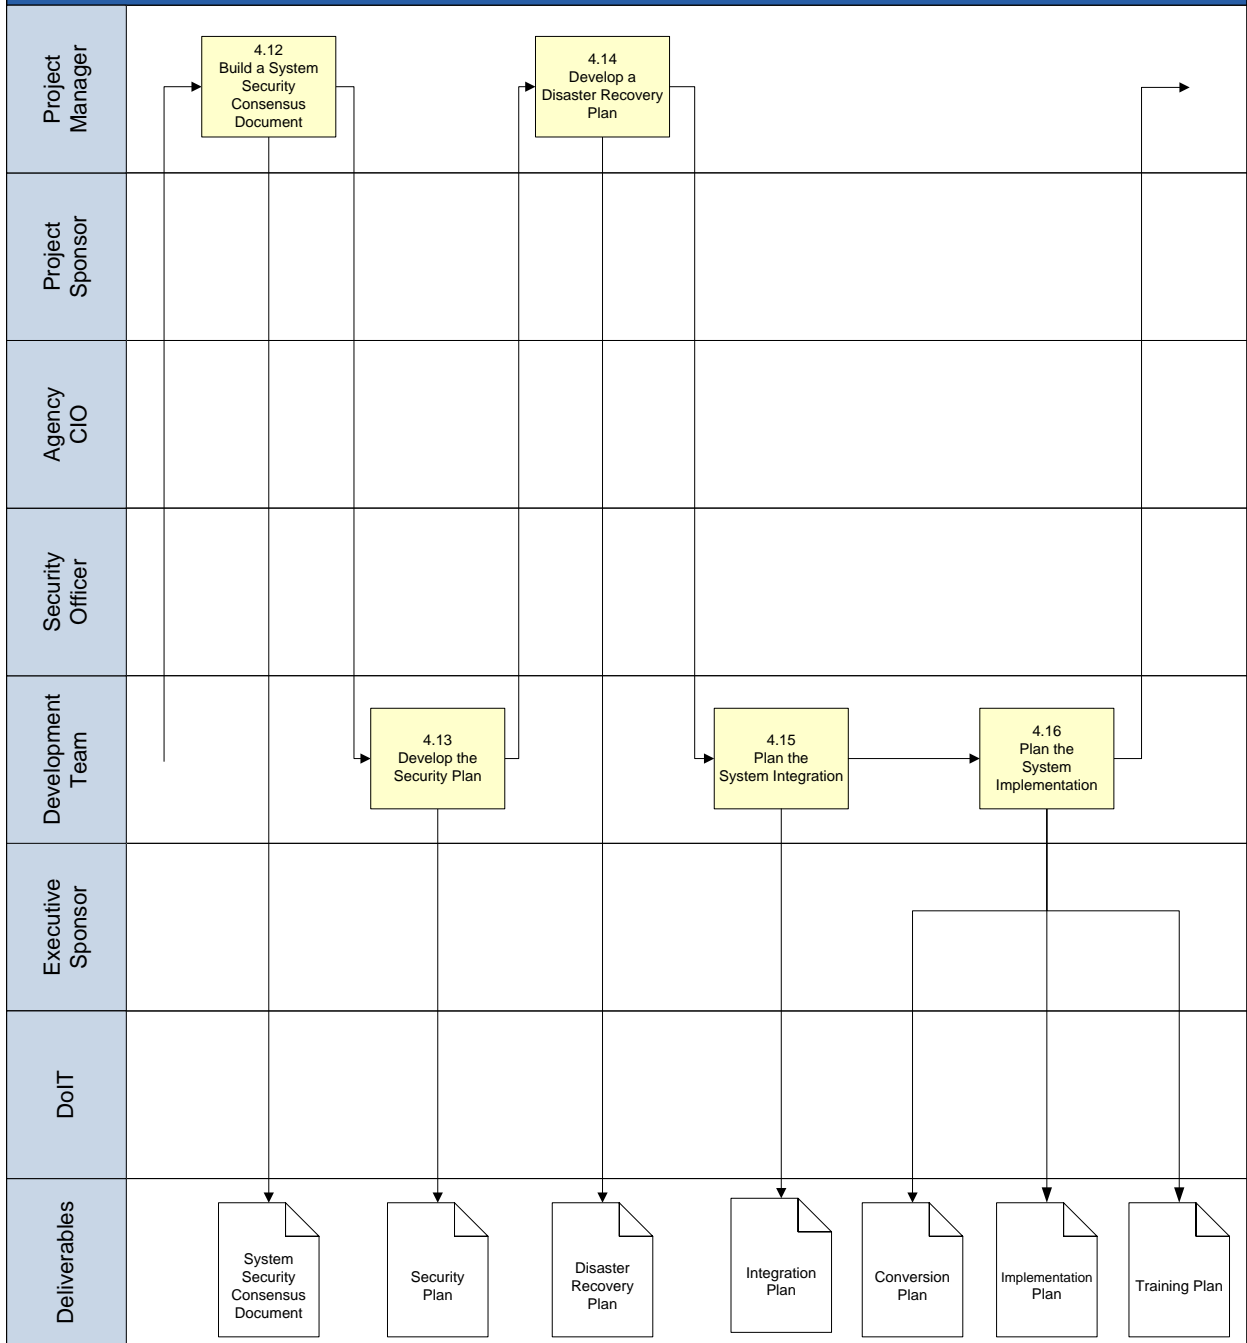 Project
Manager
4.12
Build a System
Security
Consensus
Document
4.14
Develop a
Disaster Recovery
Plan
Project
Sponsor
Agency
CIO
Security
Officer
Development
Team
4.13
Develop the
Security Plan
4.15
Plan the
System Integration
4.16
Plan the
System
Implementation
Executive
Sponsor
DoIT
Deliverables
System
Security
Consensus
Document
Security
Plan
Disaster
Recovery
Plan
Integration
Plan
Conversion
Plan
Implementation
Plan
Training Plan